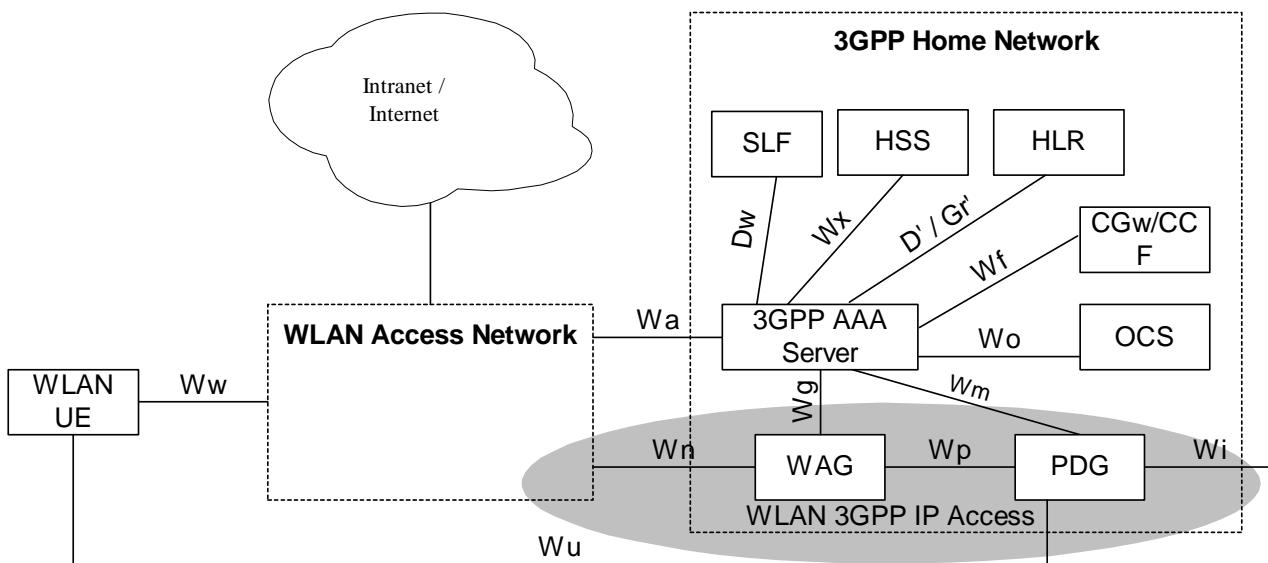 3GPP Home Network
Intranet /
Internet
SLF
HSS
HLR
Dw
Wx
D' / Gr'
CGw/CC
F
Wf
WLAN Access Network
Wa
3GPP AAA
Server
Wo
OCS
WLAN
UE
Ww
Wg
Wm
Wn
WAG
Wp
PDG
Wi
WLAN 3GPP IP Access
Wu